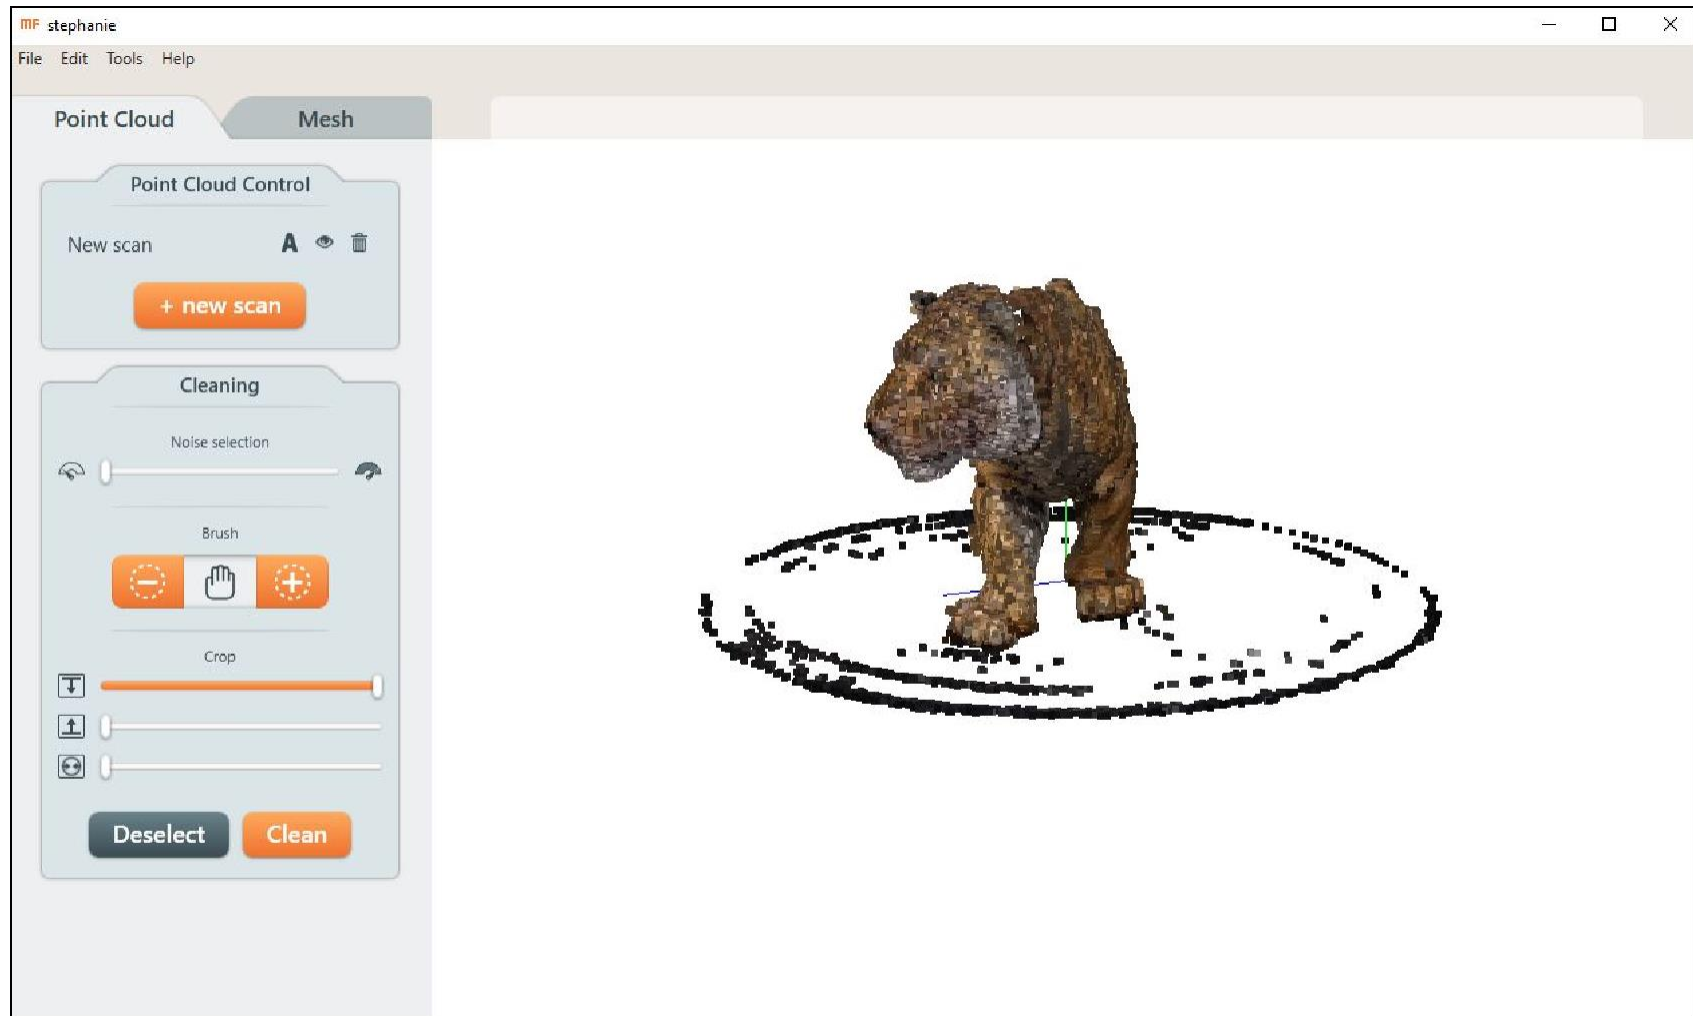 MF stephanie
File Edit Tools Help
Point Cloud Mesh
Point Cloud Control
New scan A
+ new scan
Cleaning
Noise selection
Brush
Crop
Deselect Clean